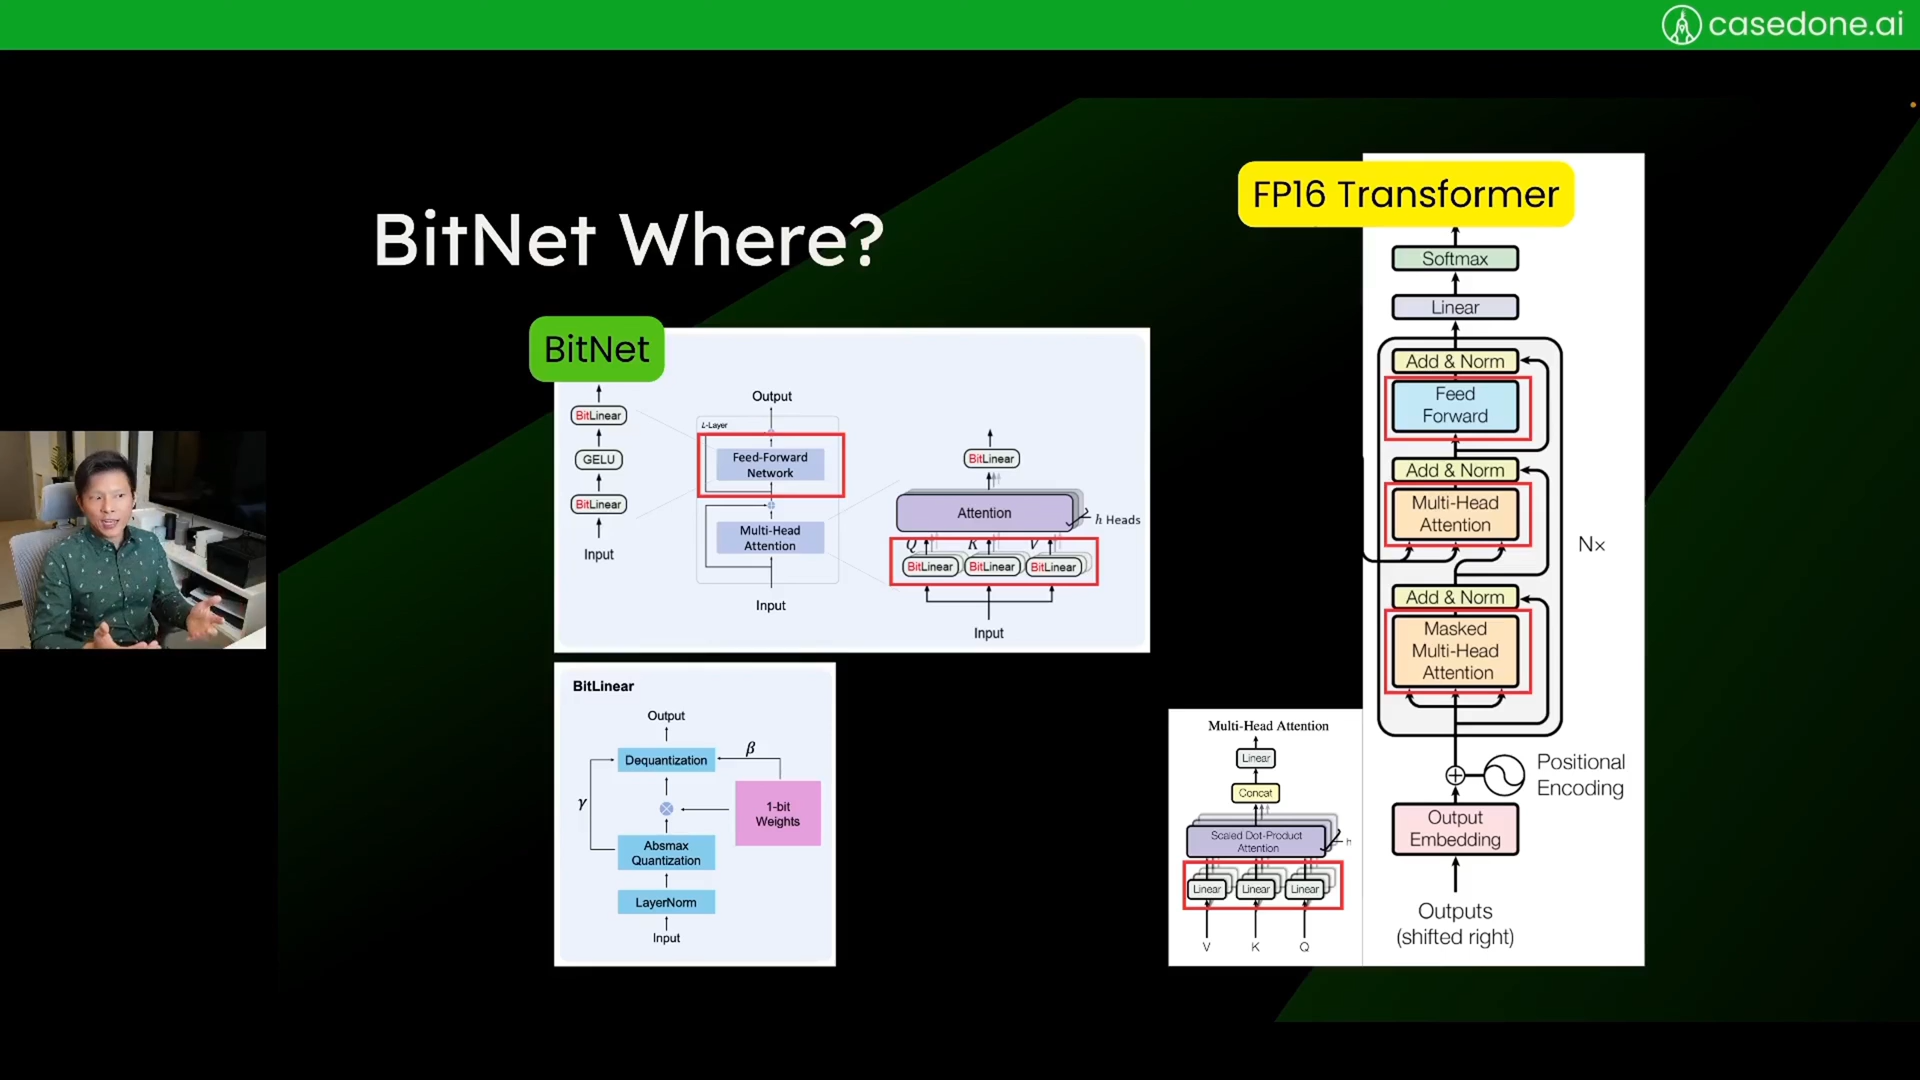 casedone.ai
BitNet Where?
BitNet
BitLinear
GELU
BitLinear
Input
Output
L-Layer
Feed-Forward
Network
Multi-Head
Attention
Input
BitLinear
Attention
h Heads
Q K V
BitLinear BitLinear BitLinear
Input
BitLinear
Output
β
Dequantization
γ
1-bit
Weights
Absmax
Quantization
LayerNorm
Input
FP16 Transformer
Softmax
Linear
Add & Norm
Feed
Forward
Add & Norm
Multi-Head
Attention
N×
Add & Norm
Masked
Multi-Head
Attention
Positional
Encoding
Output
Embedding
Outputs
(shifted right)
Multi-Head Attention
Linear
Concat
Scaled Dot-Product
Attention
h
Linear Linear Linear
V K Q